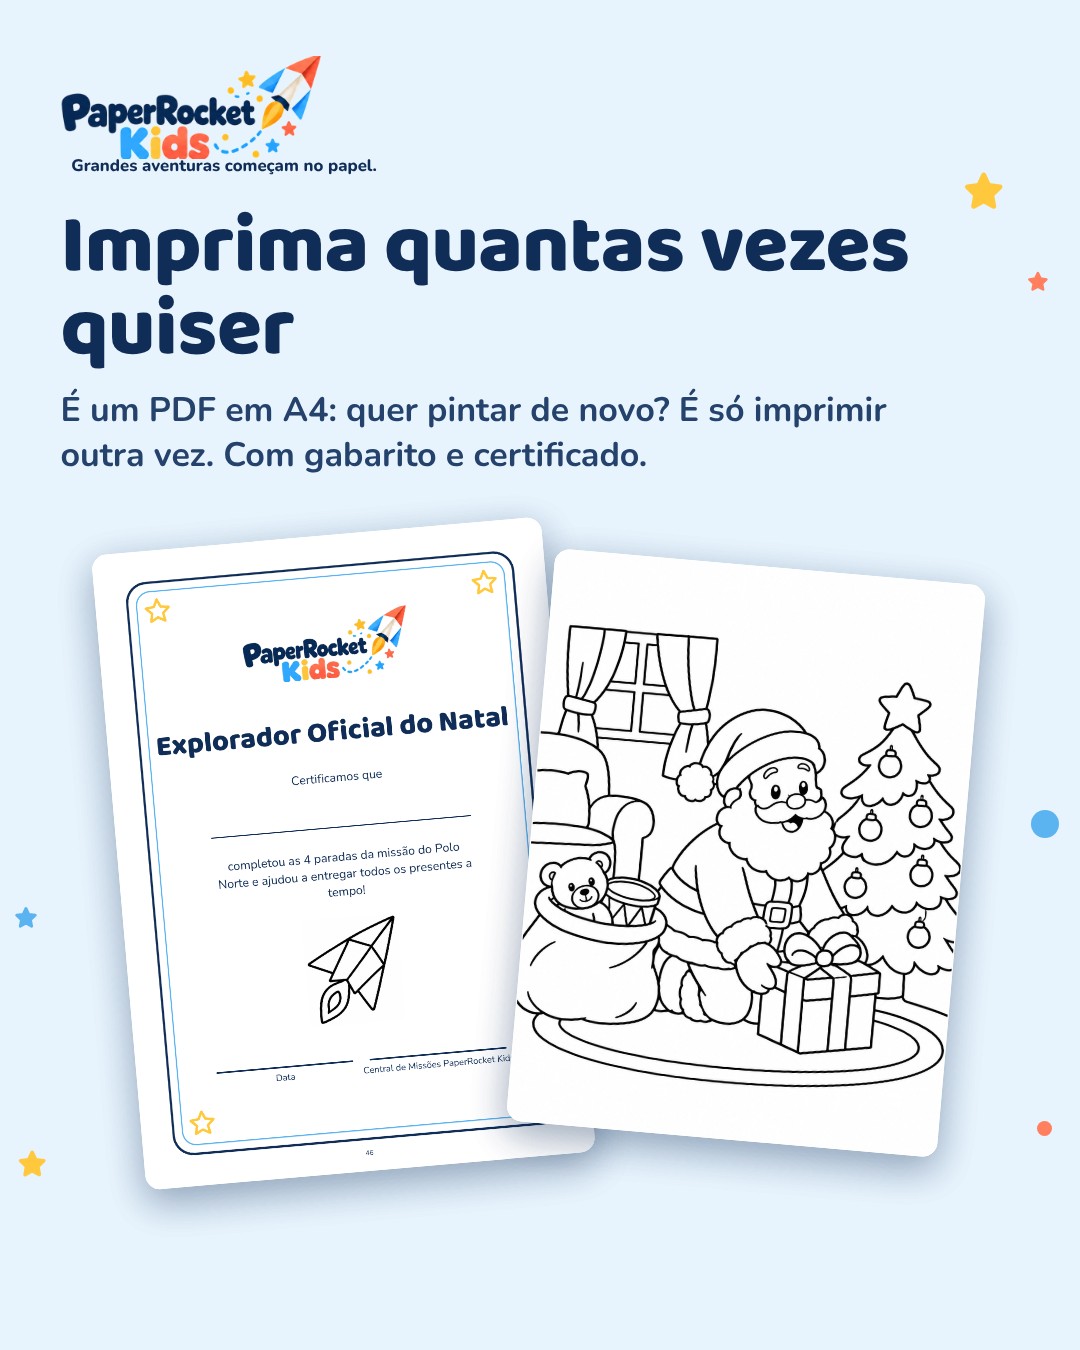 PaperRocket
Kids
Grandes aventuras começam no papel.
Imprima quantas vezes
quiser
É um PDF em A4: quer pintar de novo? É só imprimir
outra vez. Com gabarito e certificado.
PaperRocket
Kids
Explorador Oficial do Natal
Certificamos que
completou as 4 paradas da missão do Polo
Norte e ajudou a entregar todos os presentes a
tempo!
Data
Central de Missões PaperRocket Kid
46